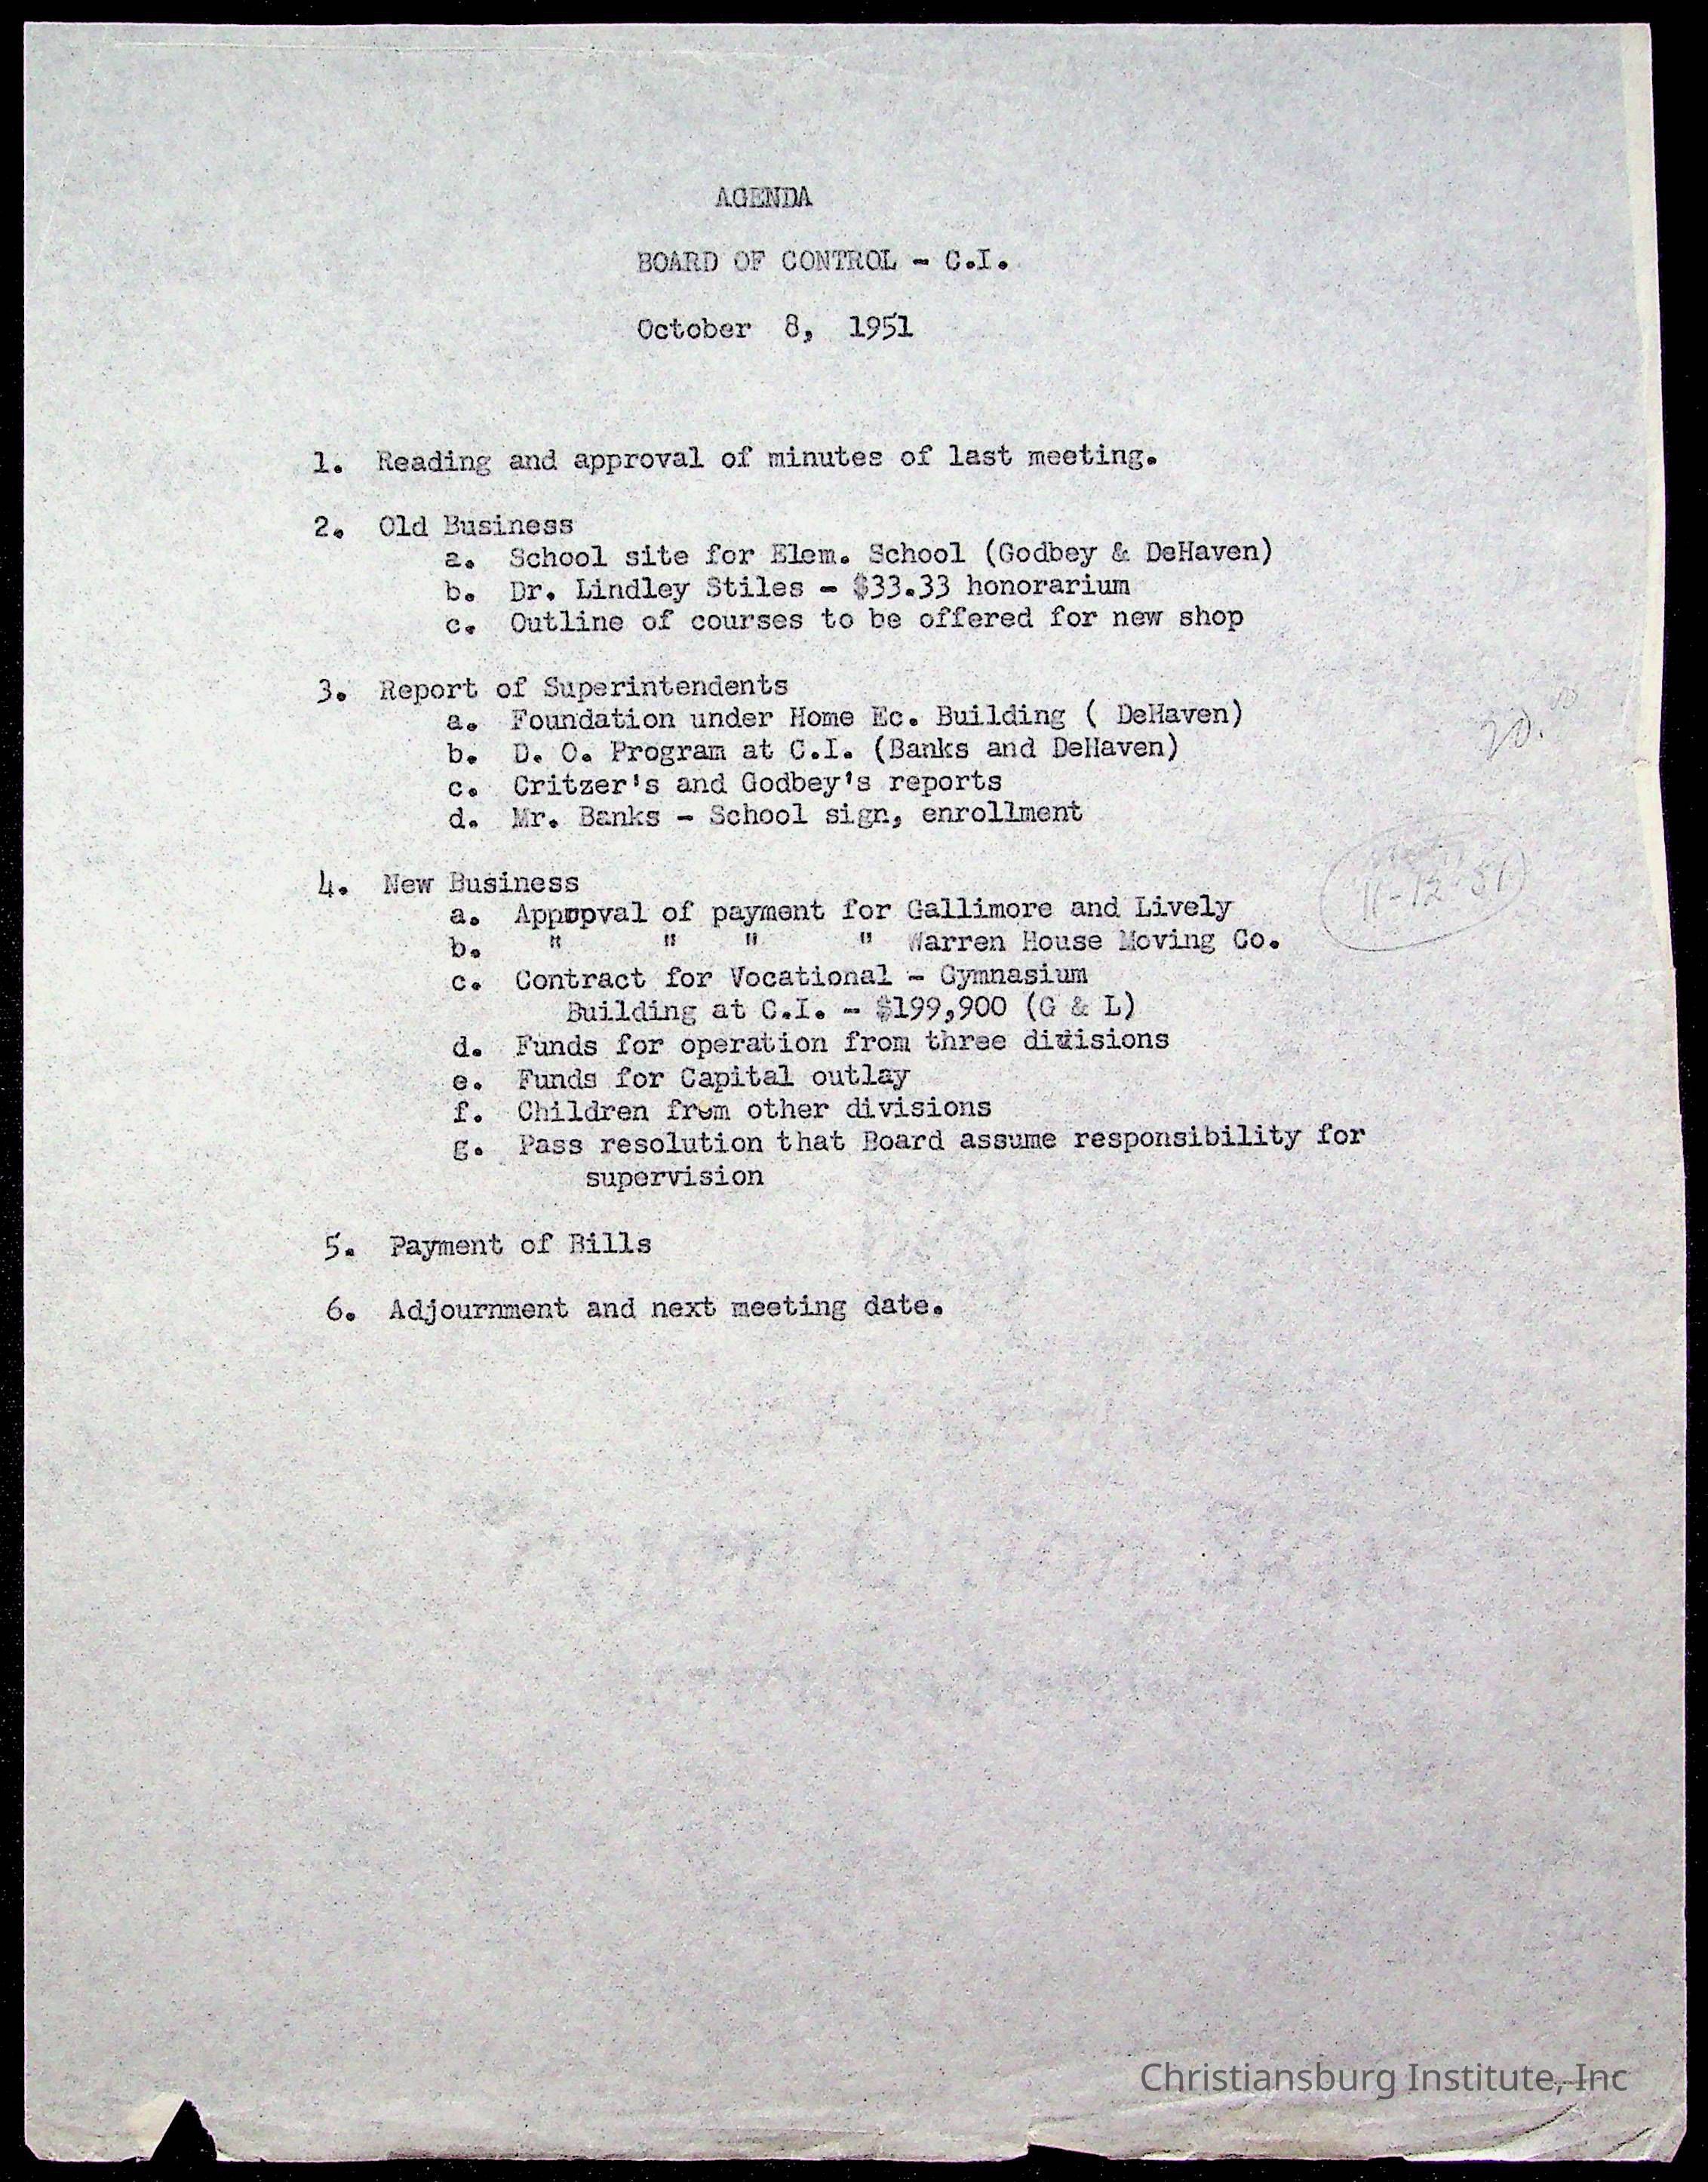 AGENDA
BOARD OF CONTROL - C.I.
October 8, 1951
1. Reading and approval of minutes of last meeting.
2. Old Business
a. School site for Elem. School (Godbey & DeHaven)
b. Dr. Lindley Stiles - $33.33 honorarium
c. Outline of courses to be offered for new shop
3. Report of Superintendents
a. Foundation under Home Ec. Building ( DeHaven)
b. D. O. Program at C.I. (Banks and DeHaven)
c. Critzer's and Godbey's reports
d. Mr. Banks - School sign, enrollment
20.
4. New Business
a. Approval of payment for Gallimore and Lively
b. " " " " Warren House Moving Co.
11-12-51
c. Contract for Vocational - Gymnasium
Building at C.I. - $199,900 (G & L)
d. Funds for operation from three divisions
e. Funds for Capital outlay
f. Children from other divisions
g. Pass resolution that Board assume responsibility for
supervision
5. Payment of Bills
6. Adjournment and next meeting date.
Christiansburg Institute, Inc